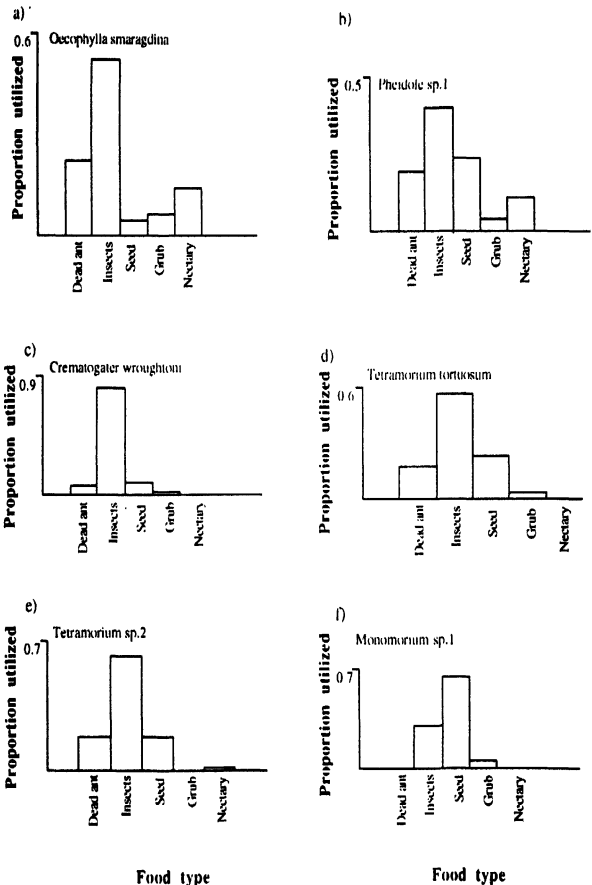 a)
0.6
Oecophylla smaragdina
Proportion utilized
Dead ant
Insects
Seed
Grub
Nectary
b)
0.5
Pheidole sp.1
Proportion utilized
Dead ant
Insects
Seed
Grub
Nectary
c)
0.9
Crematogater wroughtoni
Proportion utilized
Dead ant
Insects
Seed
Grub
Nectary
d)
0.6
Tetramorium tortuosum
Proportion utilized
Dead ant
Insects
Seed
Grub
Nectary
e)
0.7
Tetramorium sp.2
Proportion utilized
Dead ant
Insects
Seed
Grub
Nectary
Food type
f)
0.7
Monomorium sp.1
Proportion utilized
Dead ant
Insects
Seed
Grub
Nectary
Food type